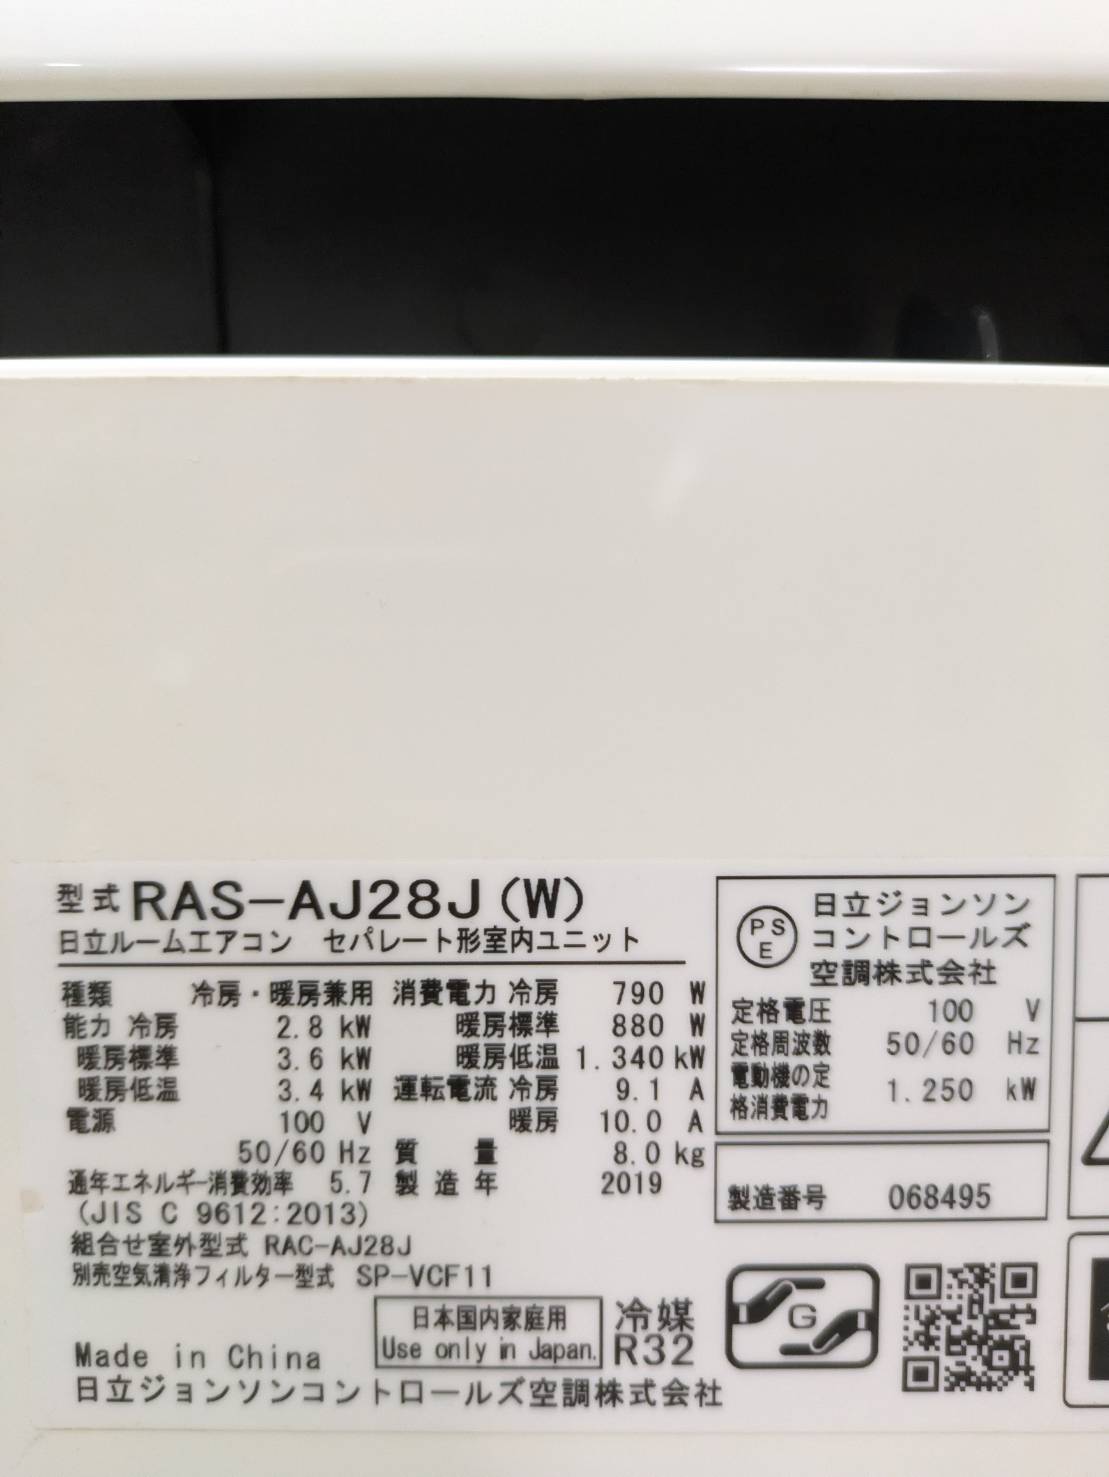 型式 RAS-AJ28J(W)
日立ルームエアコン セパレート形室内ユニット
種類 冷房・暖房兼用
能力 冷房 2.8 kW
暖房標準 3.6 kW
暖房低温 3.4 kW
電源 100 V
50/60 Hz
通年エネルギー消費効率 5.7
(JIS C 9612:2013)
組合せ室外型式 RAC-AJ28J
別売空気清浄フィルター型式 SP-VCF11
消費電力 冷房 790 W
暖房標準 880 W
暖房低温 1.340 kW
運転電流 冷房 9.1 A
暖房 10.0 A
質量 8.0 kg
製造年 2019
日本国内家庭用
Use only in Japan.
冷媒
R32
Made in China
日立ジョンソンコントロールズ空調株式会社
PS
E
日立ジョンソン
コントロールズ
空調株式会社
定格電圧 100 V
定格周波数 50/60 Hz
電動機の定
格消費電力 1.250 kW
製造番号 068495
G